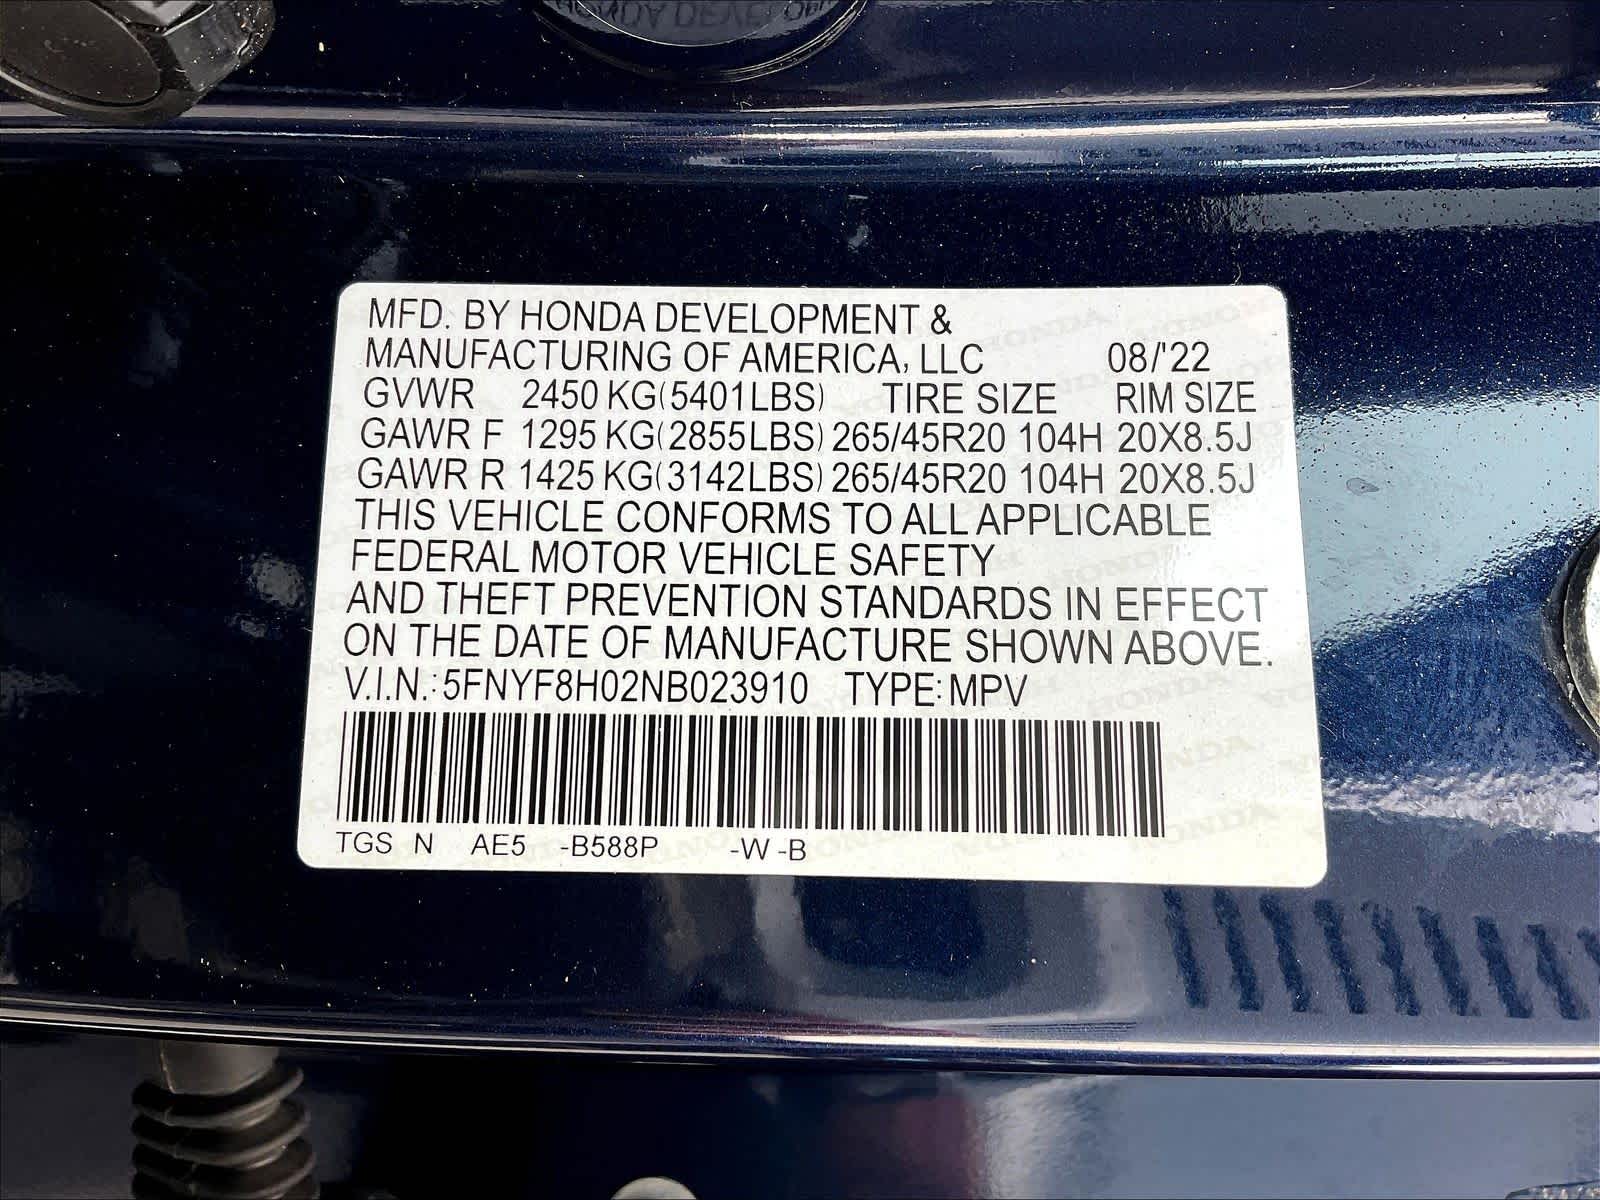 MFD. BY HONDA DEVELOPMENT &
MANUFACTURING OF AMERICA, LLC 08/'22
GVWR 2450 KG(5401LBS) TIRE SIZE RIM SIZE
GAWR F 1295 KG(2855LBS) 265/45R20 104H 20X8.5J
GAWR R 1425 KG(3142LBS) 265/45R20 104H 20X8.5J
THIS VEHICLE CONFORMS TO ALL APPLICABLE
FEDERAL MOTOR VEHICLE SAFETY
AND THEFT PREVENTION STANDARDS IN EFFECT
ON THE DATE OF MANUFACTURE SHOWN ABOVE.
V.I.N.: 5FNYF8H02NB023910 TYPE: MPV
TGS N AE5 -B588P -W -B